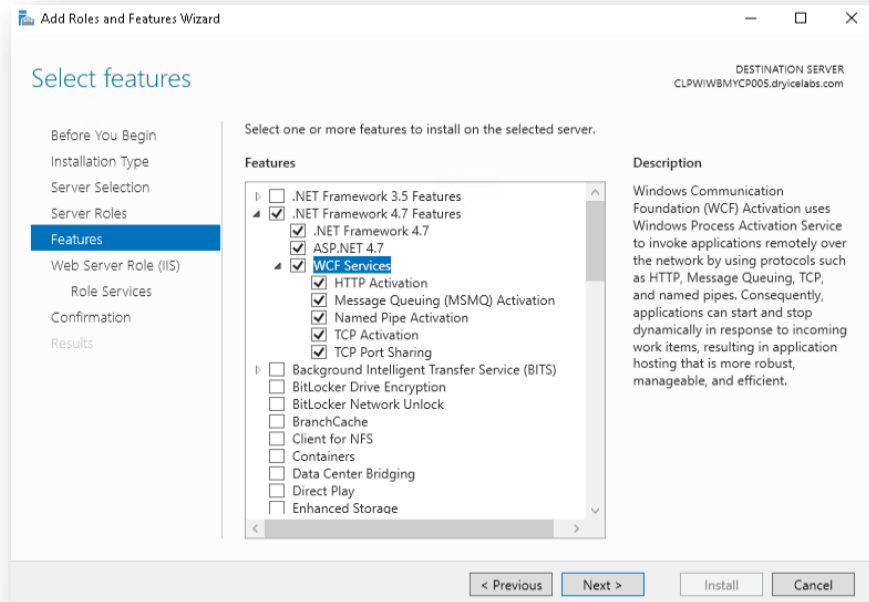 Add Roles and Features Wizard
Select features
DESTINATION SERVER
CLPWIWBMYCP005.dryicelabs.com
Before You Begin
Installation Type
Server Selection
Server Roles
Features
Web Server Role (IIS)
Role Services
Confirmation
Results
Select one or more features to install on the selected server.
Features
.NET Framework 3.5 Features
.NET Framework 4.7 Features
.NET Framework 4.7
ASP.NET 4.7
WCF Services
HTTP Activation
Message Queuing (MSMQ) Activation
Named Pipe Activation
TCP Activation
TCP Port Sharing
Background Intelligent Transfer Service (BITS)
BitLocker Drive Encryption
BitLocker Network Unlock
BranchCache
Client for NFS
Containers
Data Center Bridging
Direct Play
Enhanced Storage
Description
Windows Communication
Foundation (WCF) Activation uses
Windows Process Activation Service
to invoke applications remotely over
the network by using protocols such
as HTTP, Message Queuing, TCP,
and named pipes. Consequently,
applications can start and stop
dynamically in response to incoming
work items, resulting in application
hosting that is more robust,
manageable, and efficient.
< Previous
Next >
Install
Cancel